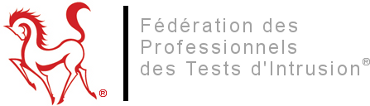 Fédération des
Professionnels
des Tests d'Intrusion®
®